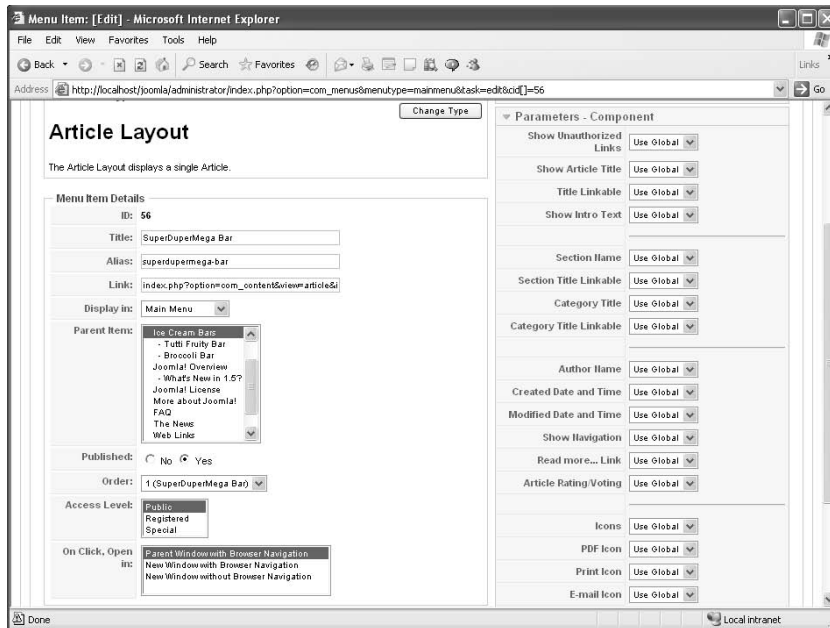 Menu Item: [Edit] - Microsoft Internet Explorer
File Edit View Favorites Tools Help
Back Search Favorites Links
Address http://localhost/joomla/administrator/index.php?option=com_menus&menutype=mainmenu&task=edit&cid[]=56 Go
Change Type
Article Layout
The Article Layout displays a single Article.
Menu Item Details
ID: 56
Title: SuperDuperMega Bar
Alias: superdupermega-bar
Link: index.php?option=com_content&view=article&i
Display in: Main Menu
Parent Item: Ice Cream Bars
- Tutti Fruity Bar
- Broccoli Bar
Joomla! Overview
- What's New in 1.5?
Joomla! License
More about Joomla!
FAQ
The News
Web Links
Published: No Yes
Order: 1 (SuperDuperMega Bar)
Access Level: Public
Registered
Special
On Click, Open in: Parent Window with Browser Navigation
New Window with Browser Navigation
New Window without Browser Navigation
Parameters - Component
Show Unauthorized Links Use Global
Show Article Title Use Global
Title Linkable Use Global
Show Intro Text Use Global
Section Name Use Global
Section Title Linkable Use Global
Category Title Use Global
Category Title Linkable Use Global
Author Name Use Global
Created Date and Time Use Global
Modified Date and Time Use Global
Show Navigation Use Global
Read more... Link Use Global
Article Rating/Voting Use Global
Icons Use Global
PDF Icon Use Global
Print Icon Use Global
E-mail Icon Use Global
Done Local intranet